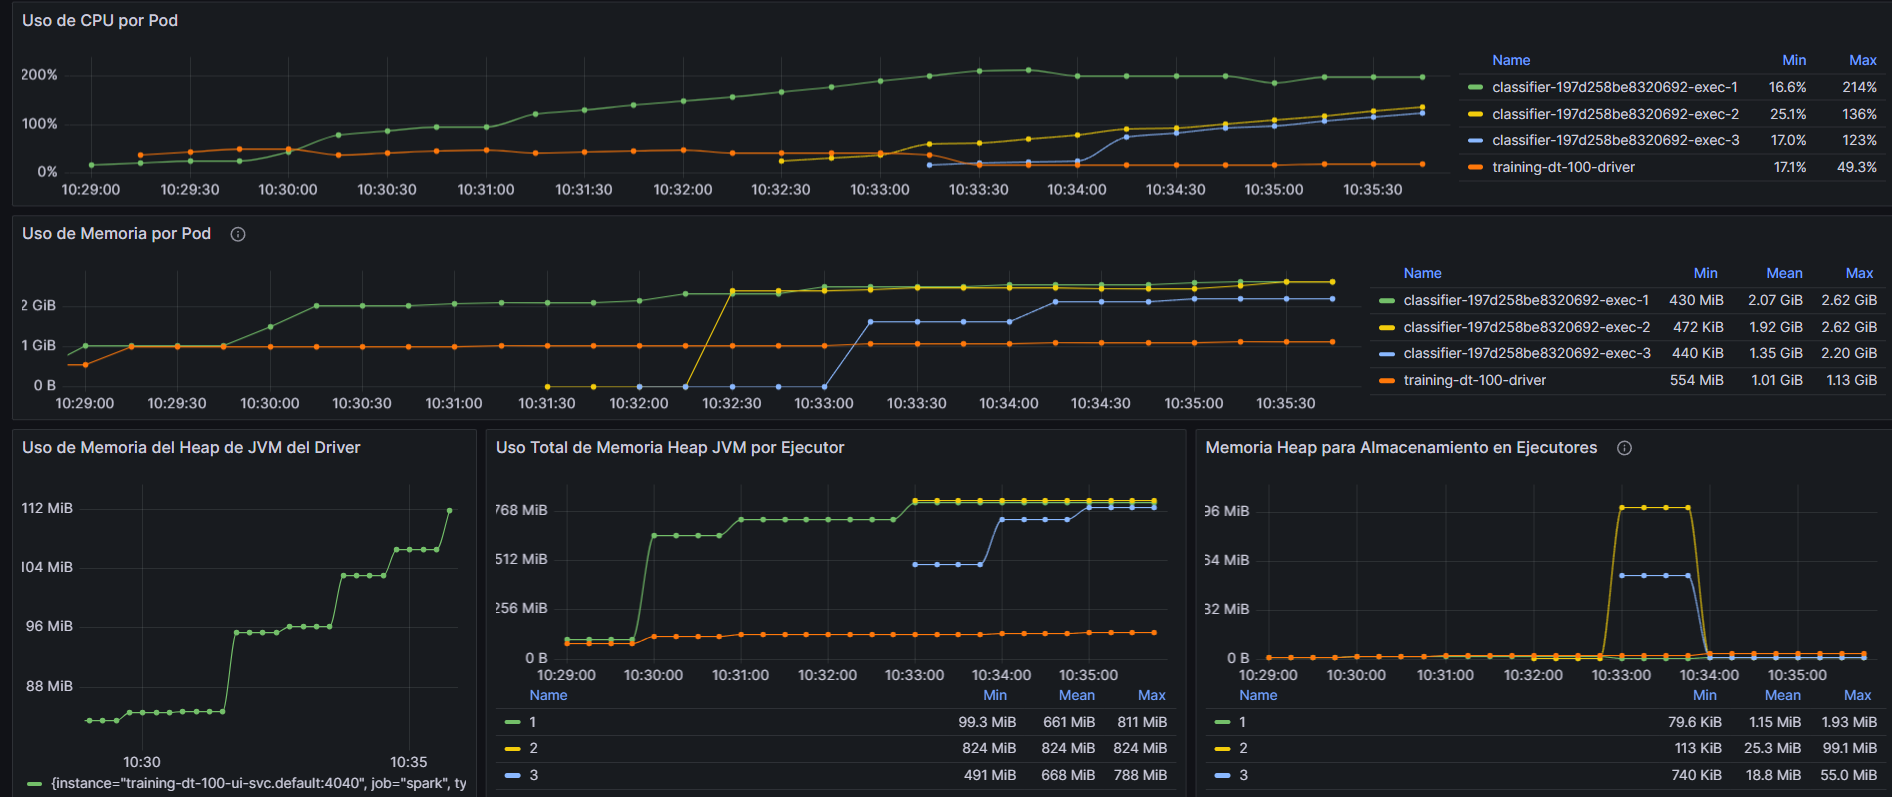 Uso de CPU por Pod
200%
100%
0%
10:29:00 10:29:30 10:30:00 10:30:30 10:31:00 10:31:30 10:32:00 10:32:30 10:33:00 10:33:30 10:34:00 10:34:30 10:35:00 10:35:30
Name Min Max
classifier-197d258be8320692-exec-1 16.6% 214%
classifier-197d258be8320692-exec-2 25.1% 136%
classifier-197d258be8320692-exec-3 17.0% 123%
training-dt-100-driver 17.1% 49.3%
Uso de Memoria por Pod
2 GiB
1 GiB
0 B
10:29:00 10:29:30 10:30:00 10:30:30 10:31:00 10:31:30 10:32:00 10:32:30 10:33:00 10:33:30 10:34:00 10:34:30 10:35:00 10:35:30
Name Min Mean Max
classifier-197d258be8320692-exec-1 430 MiB 2.07 GiB 2.62 GiB
classifier-197d258be8320692-exec-2 472 KiB 1.92 GiB 2.62 GiB
classifier-197d258be8320692-exec-3 440 KiB 1.35 GiB 2.20 GiB
training-dt-100-driver 554 MiB 1.01 GiB 1.13 GiB
Uso de Memoria del Heap de JVM del Driver
112 MiB
104 MiB
96 MiB
88 MiB
10:30 10:35
{instance="training-dt-100-ui-svc.default:4040", job="spark", ty
Uso Total de Memoria Heap JVM por Ejecutor
768 MiB
512 MiB
256 MiB
0 B
10:29:00 10:30:00 10:31:00 10:32:00 10:33:00 10:34:00 10:35:00
Name Min Mean Max
1 99.3 MiB 661 MiB 811 MiB
2 824 MiB 824 MiB 824 MiB
3 491 MiB 668 MiB 788 MiB
Memoria Heap para Almacenamiento en Ejecutores
96 MiB
64 MiB
32 MiB
0 B
10:29:00 10:30:00 10:31:00 10:32:00 10:33:00 10:34:00 10:35:00
Name Min Mean Max
1 79.6 KiB 1.15 MiB 1.93 MiB
2 113 KiB 25.3 MiB 99.1 MiB
3 740 KiB 18.8 MiB 55.0 MiB